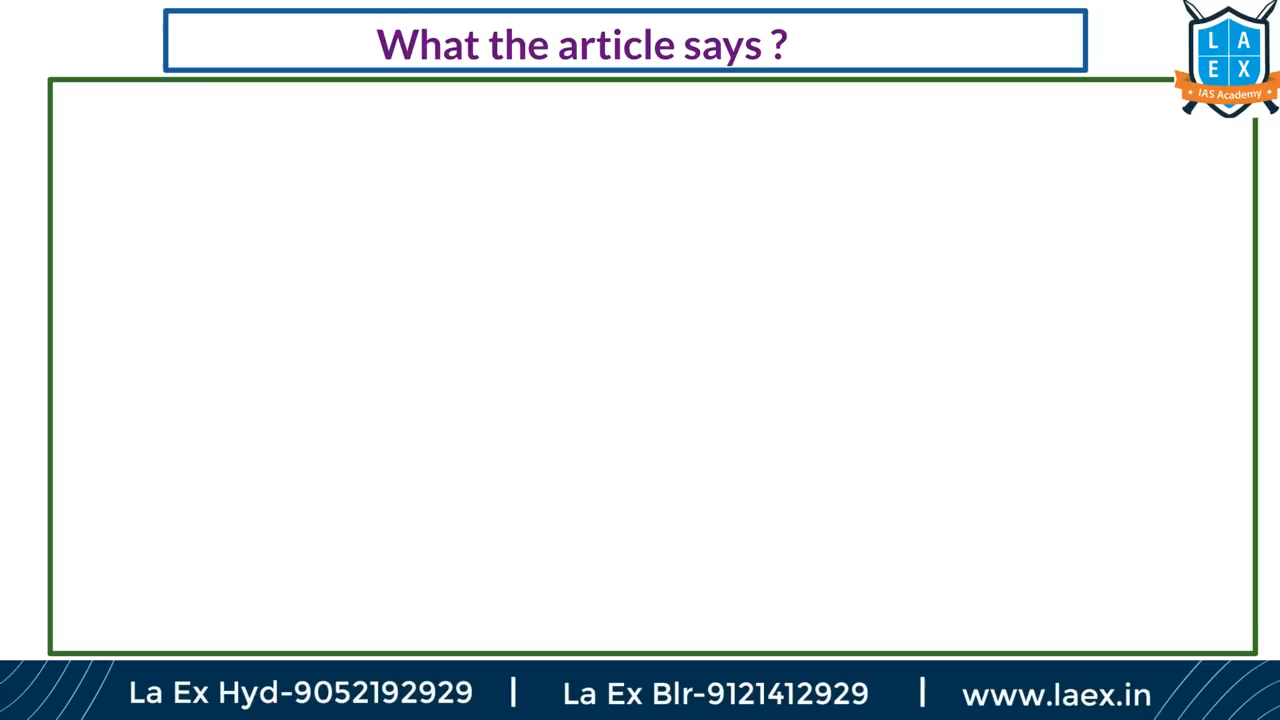 What the article says ?
L A
E X
IAS Academy
La Ex Hyd-9052192929 | La Ex Blr-9121412929 | www.laex.in